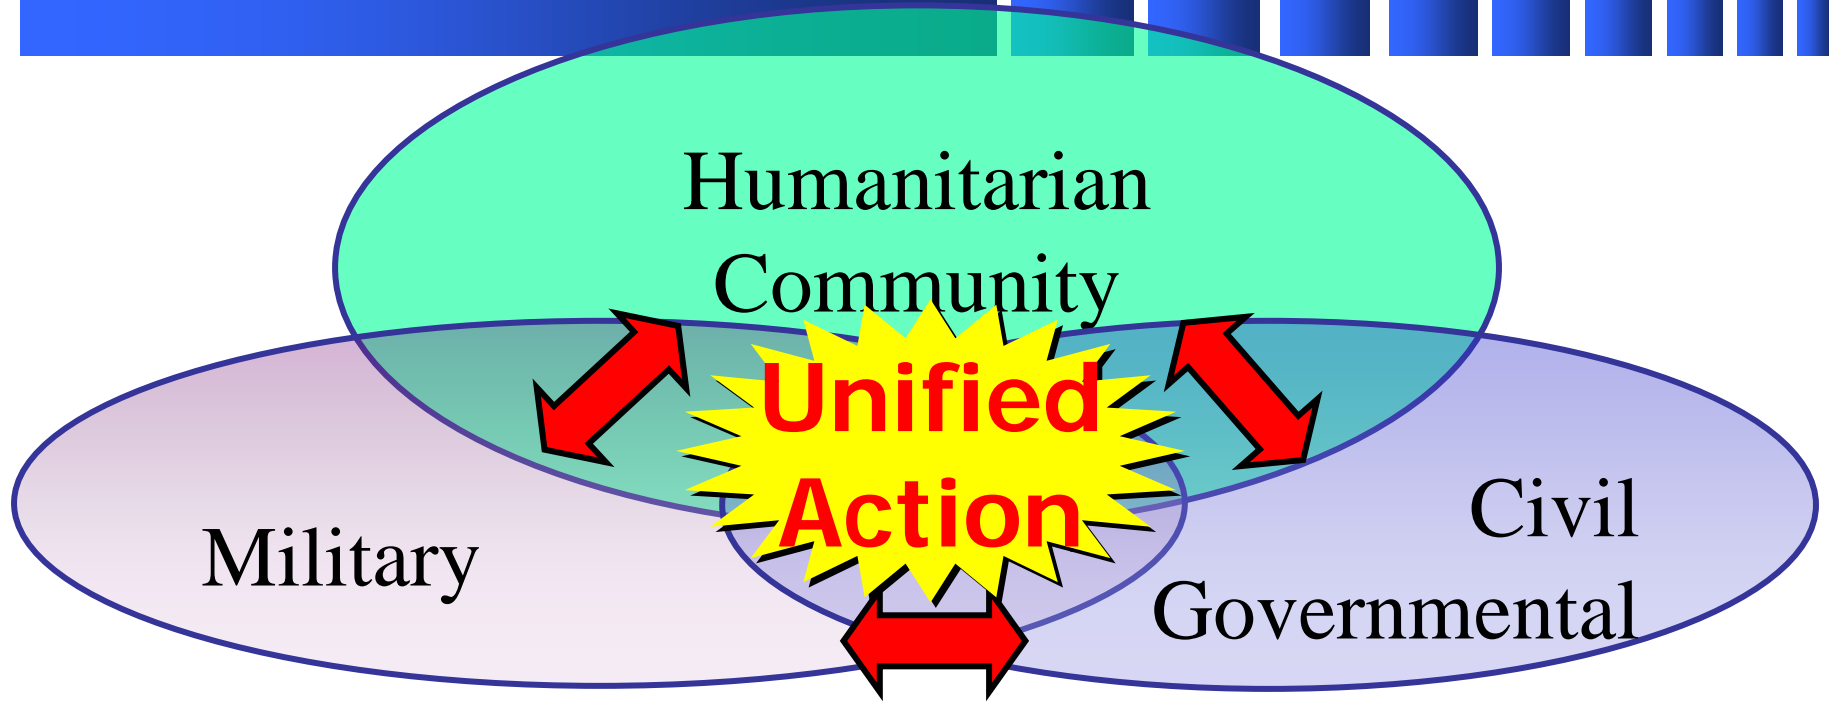 Humanitarian
Community
Unified
Action
Military
Civil
Governmental